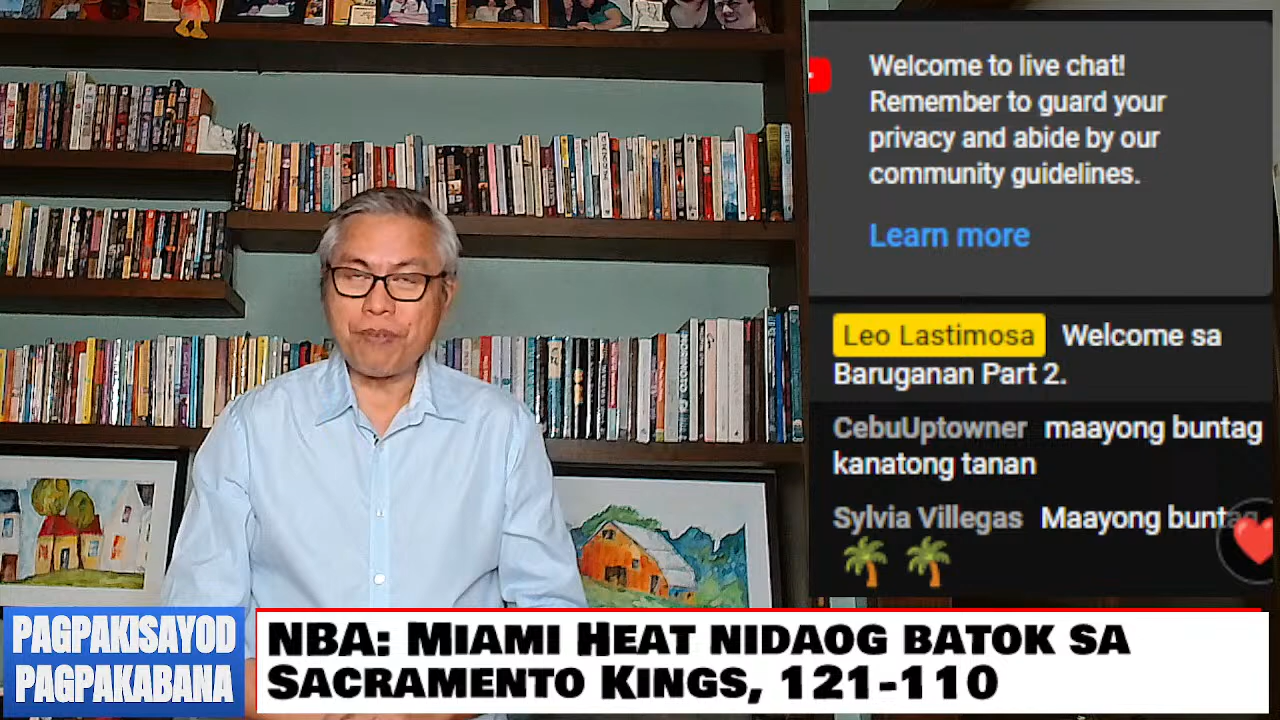 Welcome to live chat!
Remember to guard your
privacy and abide by our
community guidelines.
Learn more
Leo Lastimosa Welcome sa
Baruganan Part 2.
CebuUptowner maayong buntag
kanatong tanan
Sylvia Villegas Maayong buntag
PAGPAKISAYOD
PAGPAKABANA
NBA: MIAMI HEAT NIDAOG BATOK SA
SACRAMENTO KINGS, 121-110